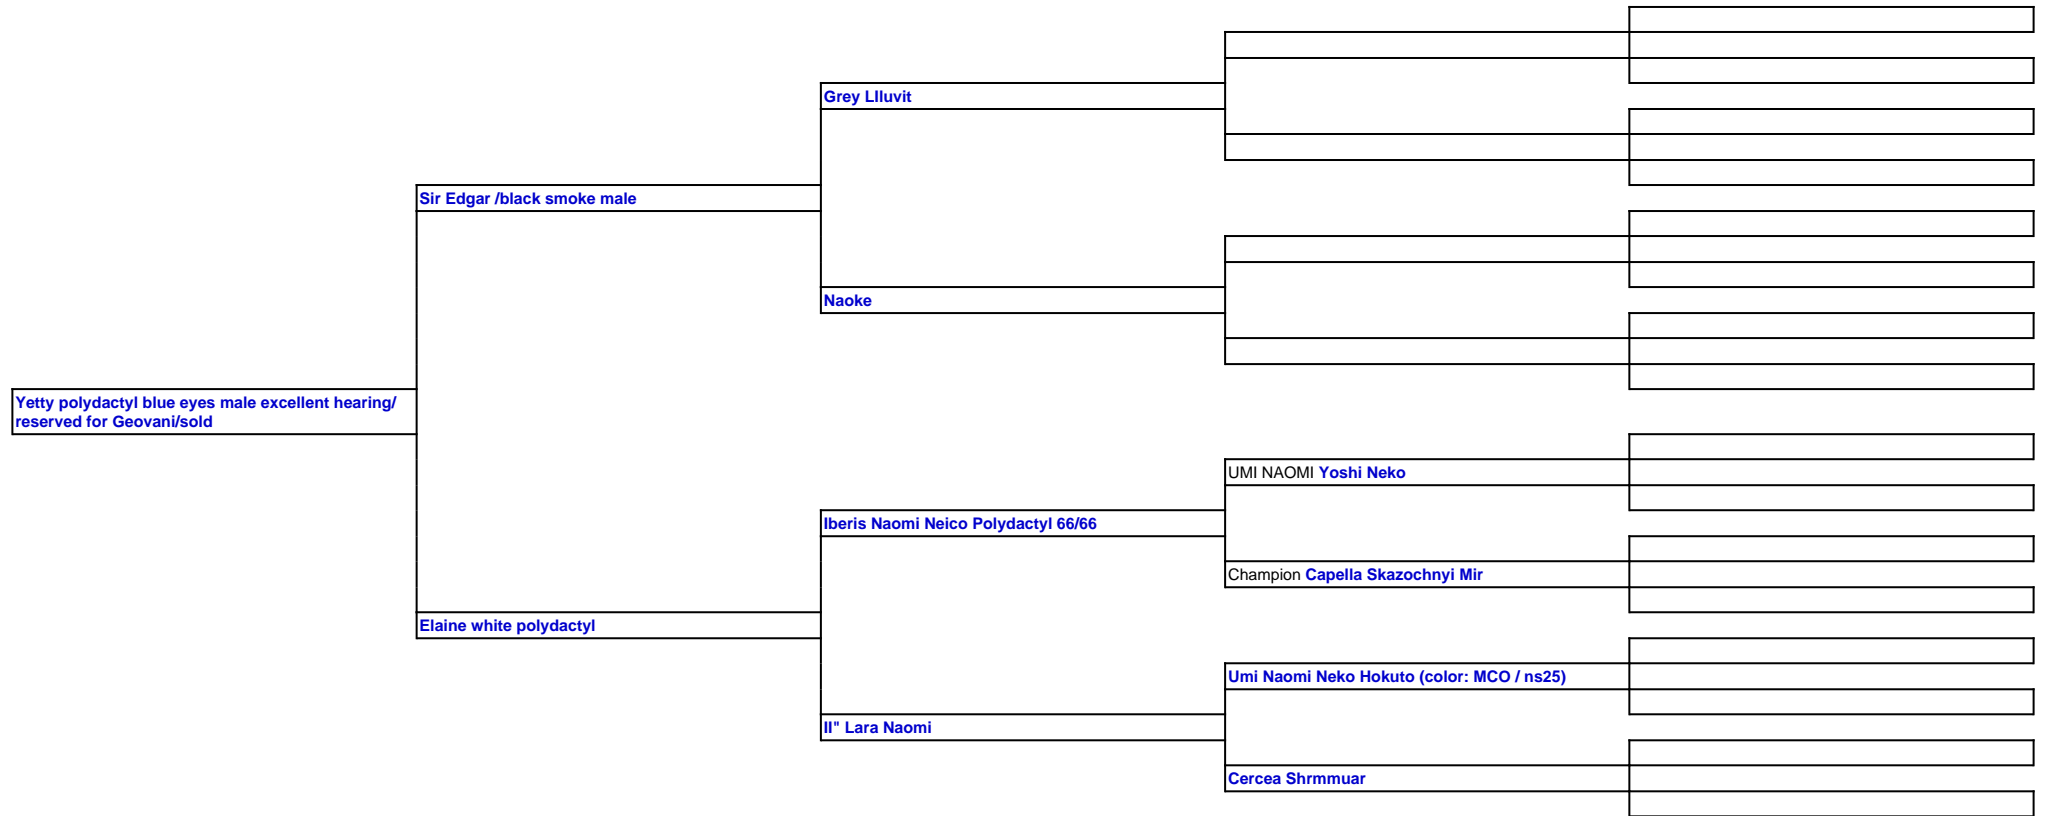 Grey LIluvit
Sir Edgar /black smoke male
Naoke
Yetty polydactyl blue eyes male excellent hearing/
reserved for Geovani/sold
UMI NAOMI Yoshi Neko
Iberis Naomi Neico Polydactyl 66/66
Champion Capella Skazochnyi Mir
Elaine white polydactyl
Umi Naomi Neko Hokuto (color: MCO / ns25)
II" Lara Naomi
Cercea Shrmmuar